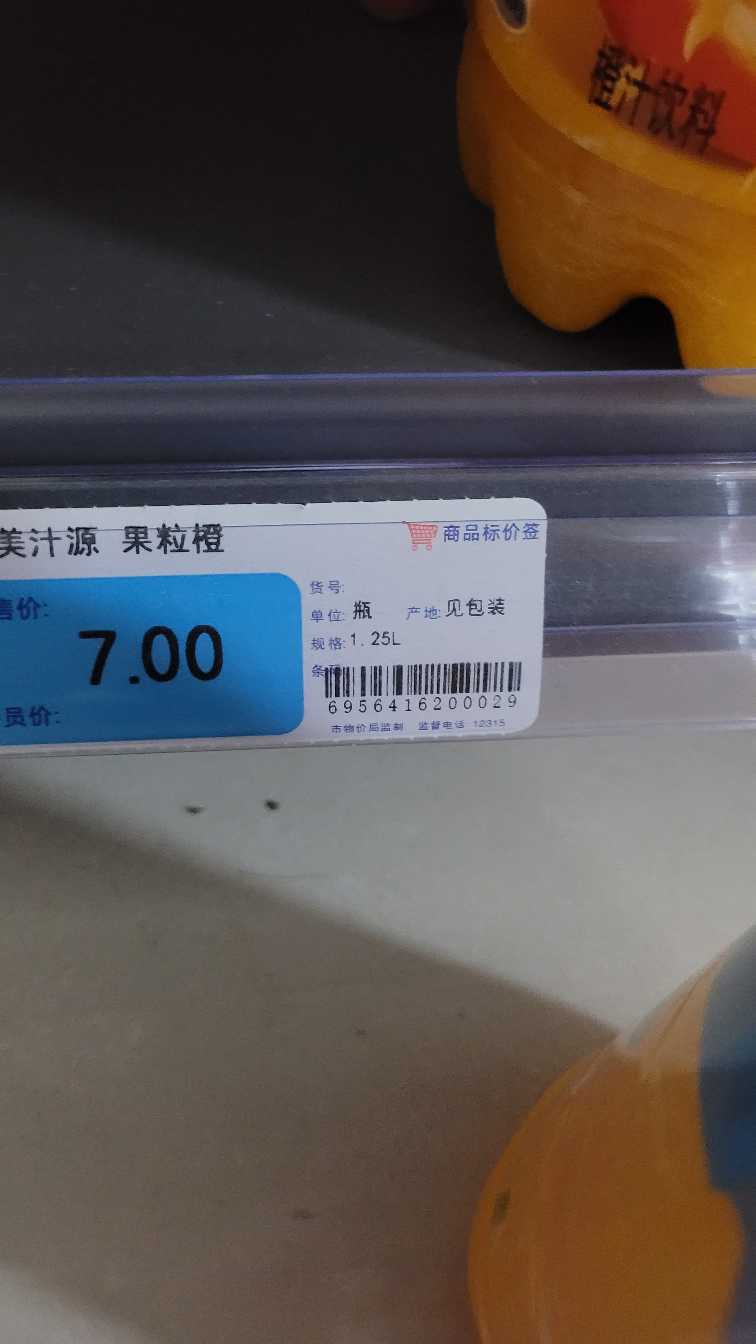 橙汁饮料
美汁源 果粒橙
商品标价签
售价:
7.00
员价:
货号:
单位: 瓶 产地: 见包装
规格: 1.25L
条码
6956416200029
市物价局监制 监督电话 12315